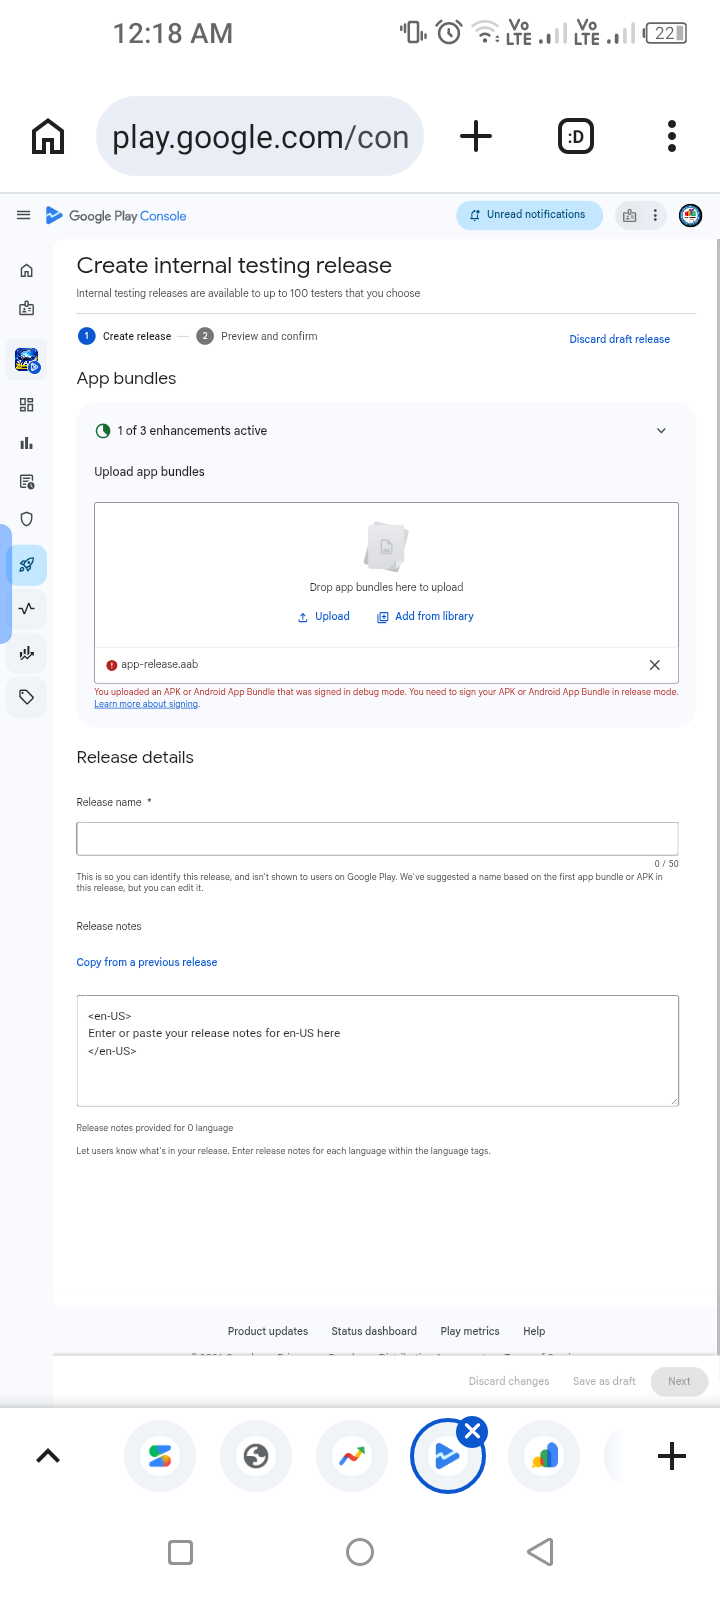 12:18 AM
Vo LTE
Vo LTE
22
play.google.com/con
:D
Google Play Console
Unread notifications
Create internal testing release
Internal testing releases are available to up to 100 testers that you choose
1 Create release
2 Preview and confirm
Discard draft release
App bundles
1 of 3 enhancements active
Upload app bundles
Drop app bundles here to upload
Upload
Add from library
app-release.aab
You uploaded an APK or Android App Bundle that was signed in debug mode. You need to sign your APK or Android App Bundle in release mode.
Learn more about signing.
Release details
Release name *
0 / 50
This is so you can identify this release, and isn't shown to users on Google Play. We've suggested a name based on the first app bundle or APK in
this release, but you can edit it.
Release notes
Copy from a previous release
<en-US>
Enter or paste your release notes for en-US here
</en-US>
Release notes provided for 0 language
Let users know what's in your release. Enter release notes for each language within the language tags.
Product updates
Status dashboard
Play metrics
Help
Discard changes
Save as draft
Next